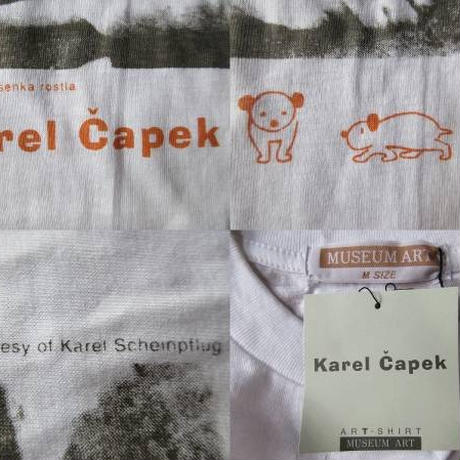 senka rostla
rel Čapek
esy of Karel Scheinpflug
MUSEUM ART
M SIZE
Karel Čapek
ART-SHIRT
MUSEUM ART